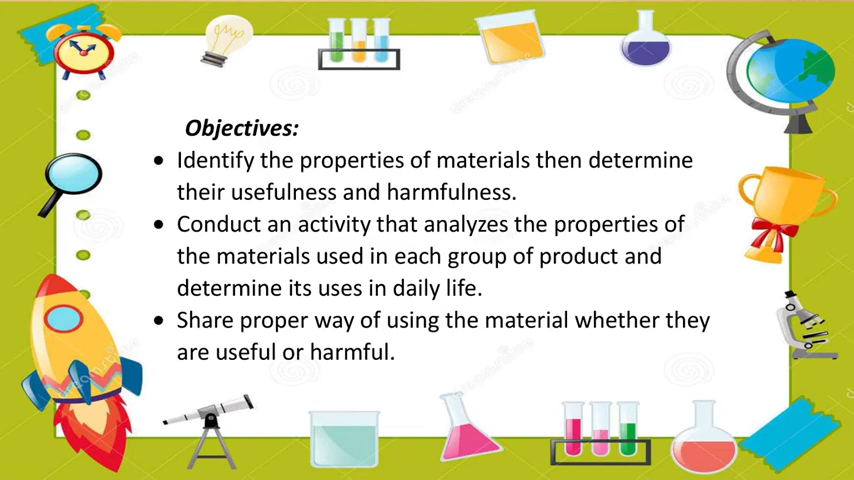 Objectives:
• Identify the properties of materials then determine
their usefulness and harmfulness.
• Conduct an activity that analyzes the properties of
the materials used in each group of product and
determine its uses in daily life.
• Share proper way of using the material whether they
are useful or harmful.